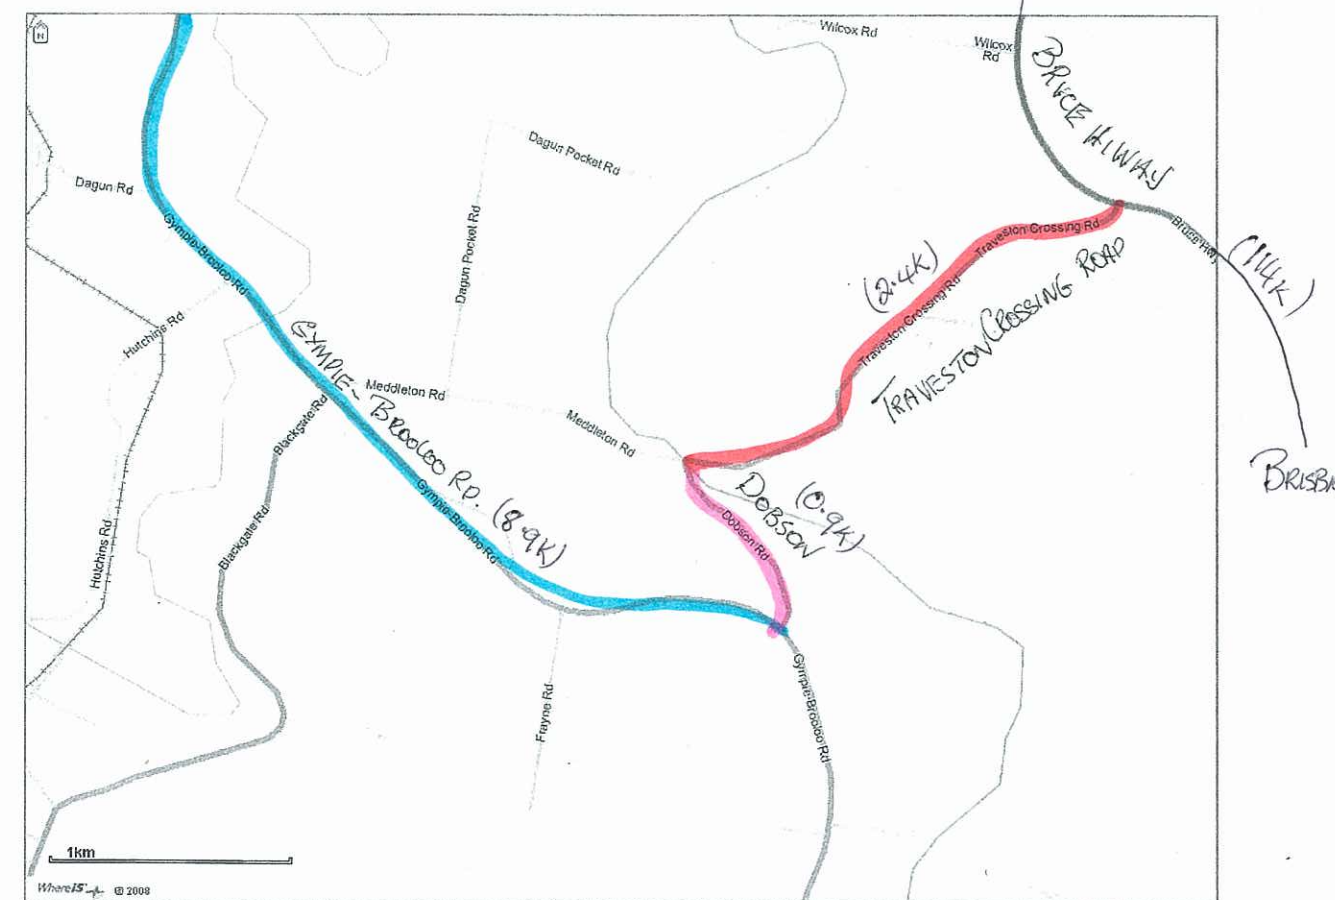 N
Wilcox Rd
Wilcox
Rd
BRUCE HIWAY
Dagun Pocket Rd
Dagun Rd
Dagun Pocket Rd
Gympie-Brooloo Rd
Traveston Crossing Rd
Bruce Hwy
(114K)
(2.4K)
Traveston Crossing Rd
TRAVESTON CROSSING ROAD
Hutchins Rd
GYMPIE-BROOLOO RD. (8.9K)
Meddleton Rd
Blackgate Rd
Meddleton Rd
BRISBA
DOBSON
(0.9K)
Gympie-Brooloo Rd
Dobson Rd
Blackgate Rd
Hutchins Rd
Gympie-Brooloo Rd
Frayne Rd
1km
WhereiS © 2008